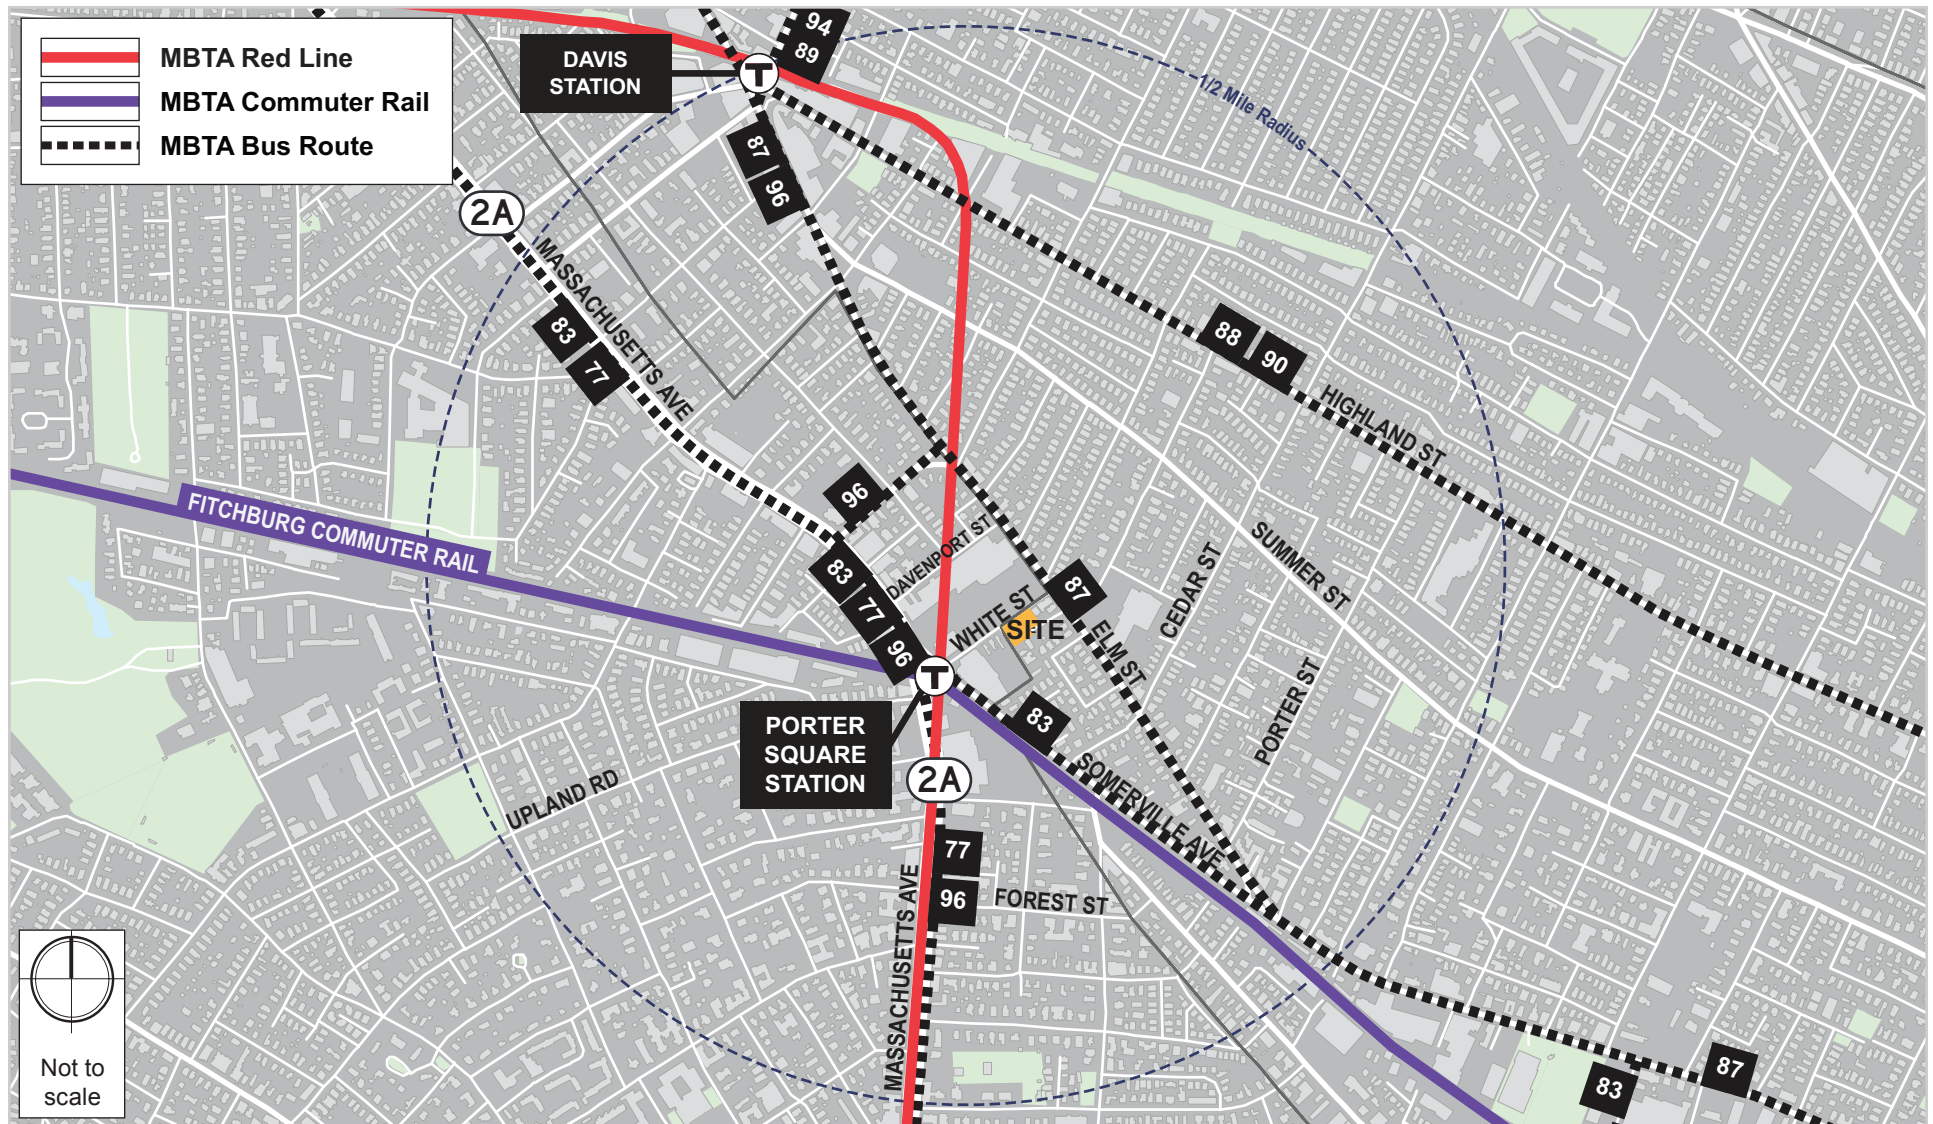 MBTA Red Line
MBTA Commuter Rail
MBTA Bus Route
DAVIS
STATION
T
94
89
1/2 Mile Radius
87
96
2A
MASSACHUSETTS AVE
83
77
88
90
HIGHLAND ST
FITCHBURG COMMUTER RAIL
96
DAVENPORT ST
SUMMER ST
CEDAR ST
83
77
96
87
WHITE ST
SITE
ELM ST
T
PORTER
SQUARE
STATION
83
PORTER ST
SOMERVILLE AVE
UPLAND RD
2A
77
96
FOREST ST
MASSACHUSETTS AVE
83
87
Not to
scale